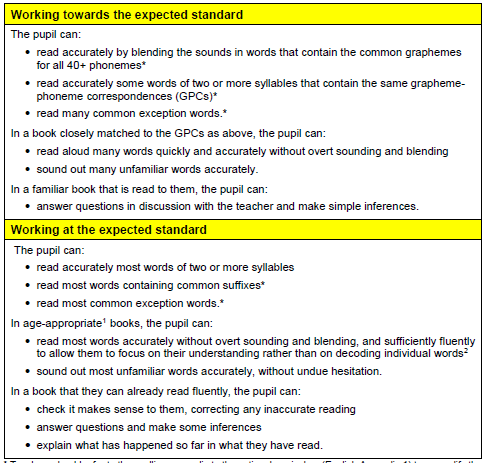 Working towards the expected standard
The pupil can:
• read accurately by blending the sounds in words that contain the common graphemes
for all 40+ phonemes*
• read accurately some words of two or more syllables that contain the same grapheme-
phoneme correspondences (GPCs)*
• read many common exception words.*
In a book closely matched to the GPCs as above, the pupil can:
• read aloud many words quickly and accurately without overt sounding and blending
• sound out many unfamiliar words accurately.
In a familiar book that is read to them, the pupil can:
• answer questions in discussion with the teacher and make simple inferences.
Working at the expected standard
The pupil can:
• read accurately most words of two or more syllables
• read most words containing common suffixes*
• read most common exception words.*
In age-appropriate¹ books, the pupil can:
• read most words accurately without overt sounding and blending, and sufficiently fluently
to allow them to focus on their understanding rather than on decoding individual words²
• sound out most unfamiliar words accurately, without undue hesitation.
In a book that they can already read fluently, the pupil can:
• check it makes sense to them, correcting any inaccurate reading
• answer questions and make some inferences
• explain what has happened so far in what they have read.